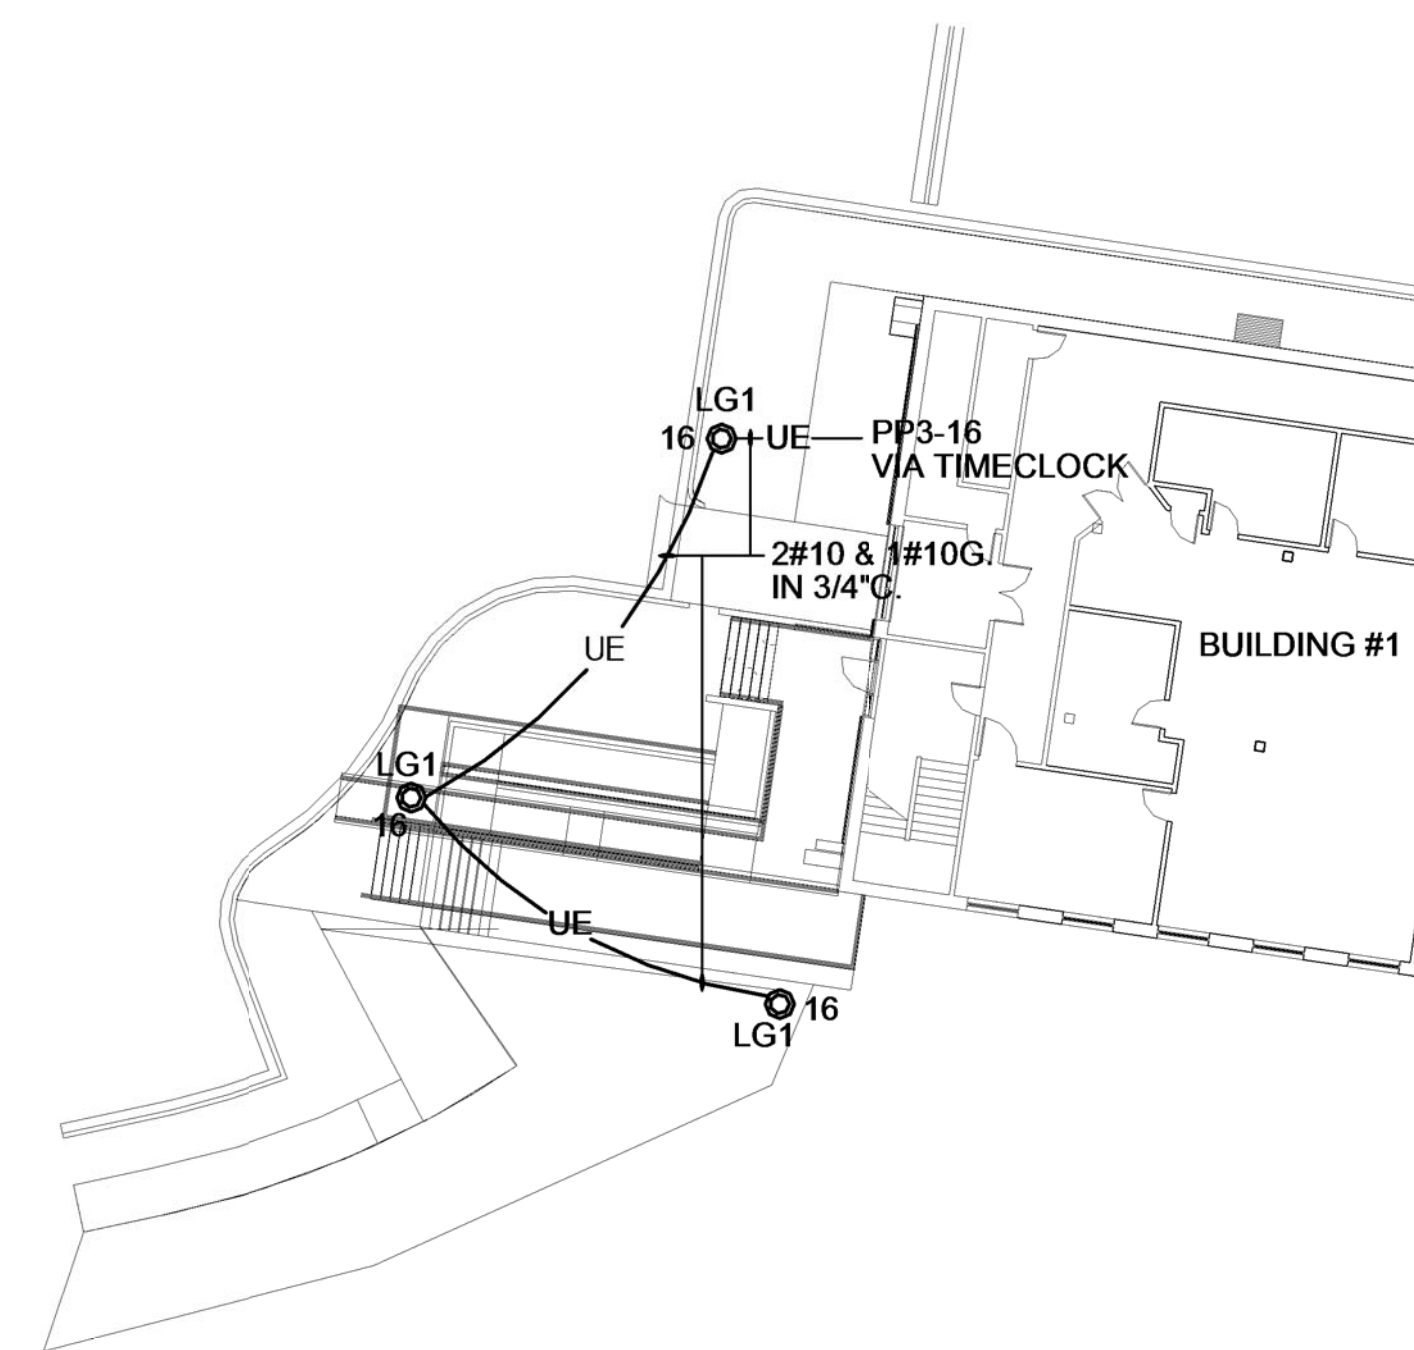 LG1
16
UE
PP3-16
VIA TIMECLOCK
2#10 & 1#10G.
IN 3/4"C.
UE
BUILDING #1
LG1
16
UE
16
LG1